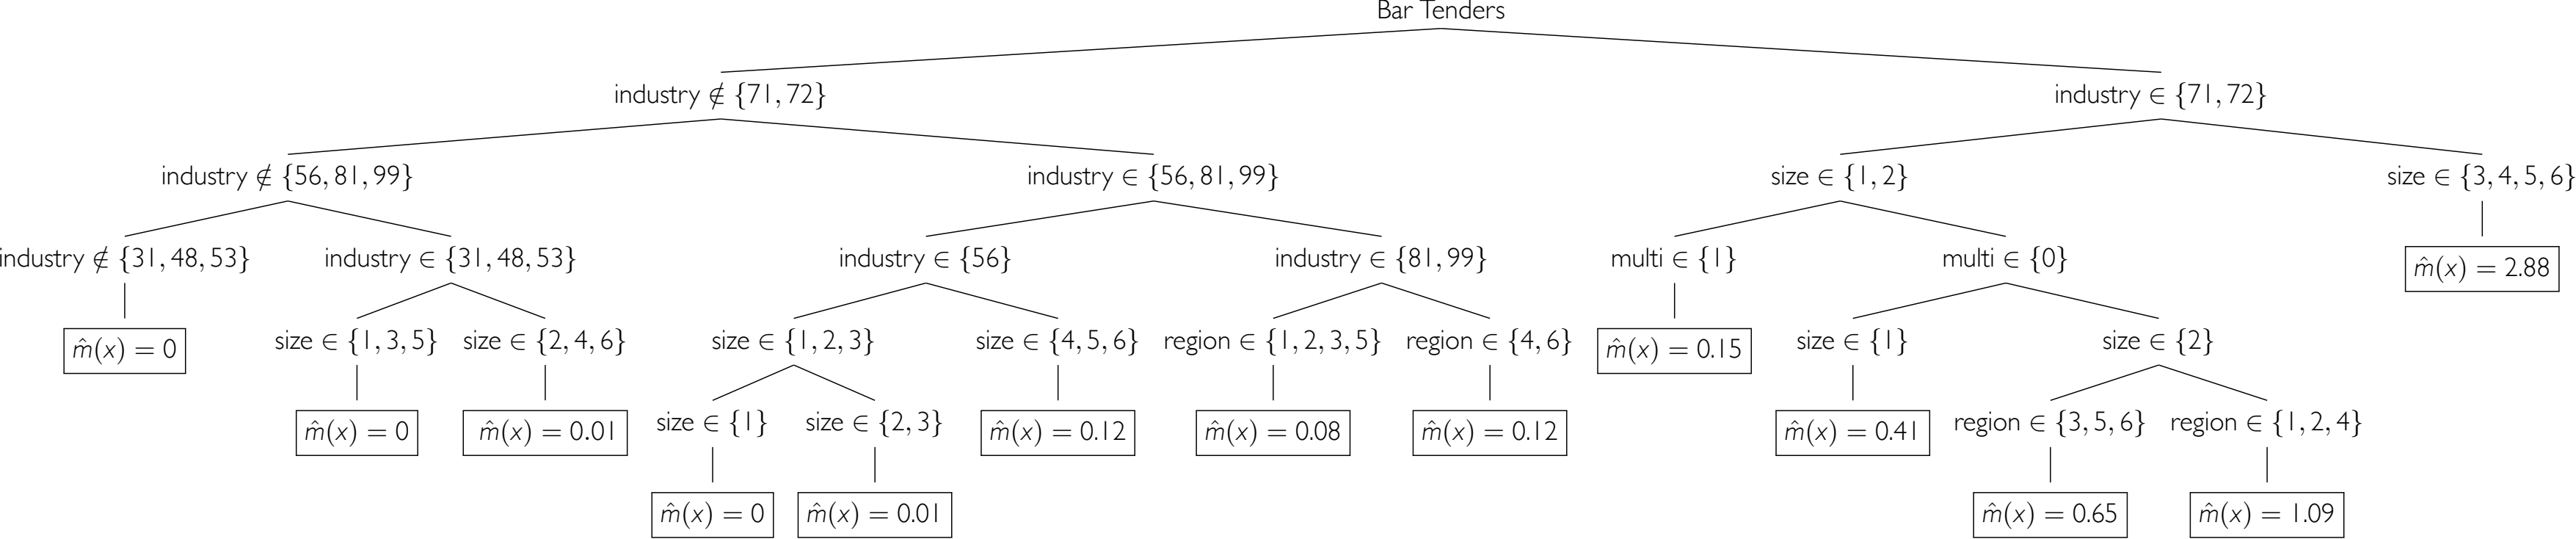 Bar Tenders
industry ∉ {71, 72}
industry ∈ {71, 72}
industry ∉ {56, 81, 99}
industry ∈ {56, 81, 99}
size ∈ {1, 2}
size ∈ {3, 4, 5, 6}
industry ∉ {31, 48, 53}
industry ∈ {31, 48, 53}
industry ∈ {56}
industry ∈ {81, 99}
multi ∈ {1}
multi ∈ {0}
m̂(x) = 2.88
m̂(x) = 0
size ∈ {1, 3, 5}
size ∈ {2, 4, 6}
size ∈ {1, 2, 3}
size ∈ {4, 5, 6}
region ∈ {1, 2, 3, 5}
region ∈ {4, 6}
m̂(x) = 0.15
size ∈ {1}
size ∈ {2}
m̂(x) = 0
m̂(x) = 0.01
size ∈ {1}
size ∈ {2, 3}
m̂(x) = 0.12
m̂(x) = 0.08
m̂(x) = 0.12
m̂(x) = 0.41
region ∈ {3, 5, 6}
region ∈ {1, 2, 4}
m̂(x) = 0
m̂(x) = 0.01
m̂(x) = 0.65
m̂(x) = 1.09